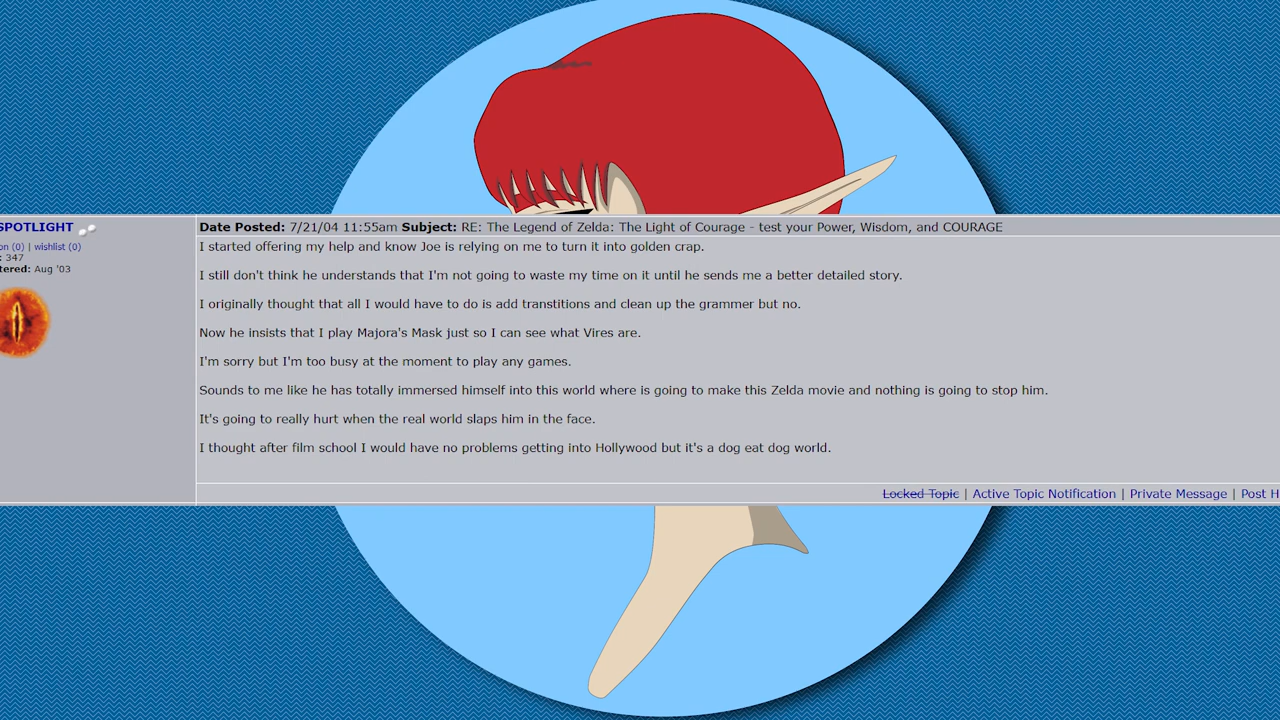 SPOTLIGHT
on (0) | wishlist (0)
: 347
tered: Aug '03
Date Posted: 7/21/04 11:55am Subject: RE: The Legend of Zelda: The Light of Courage - test your Power, Wisdom, and COURAGE
I started offering my help and know Joe is relying on me to turn it into golden crap.
I still don't think he understands that I'm not going to waste my time on it until he sends me a better detailed story.
I originally thought that all I would have to do is add transtitions and clean up the grammer but no.
Now he insists that I play Majora's Mask just so I can see what Vires are.
I'm sorry but I'm too busy at the moment to play any games.
Sounds to me like he has totally immersed himself into this world where is going to make this Zelda movie and nothing is going to stop him.
It's going to really hurt when the real world slaps him in the face.
I thought after film school I would have no problems getting into Hollywood but it's a dog eat dog world.
Locked Topic | Active Topic Notification | Private Message | Post H